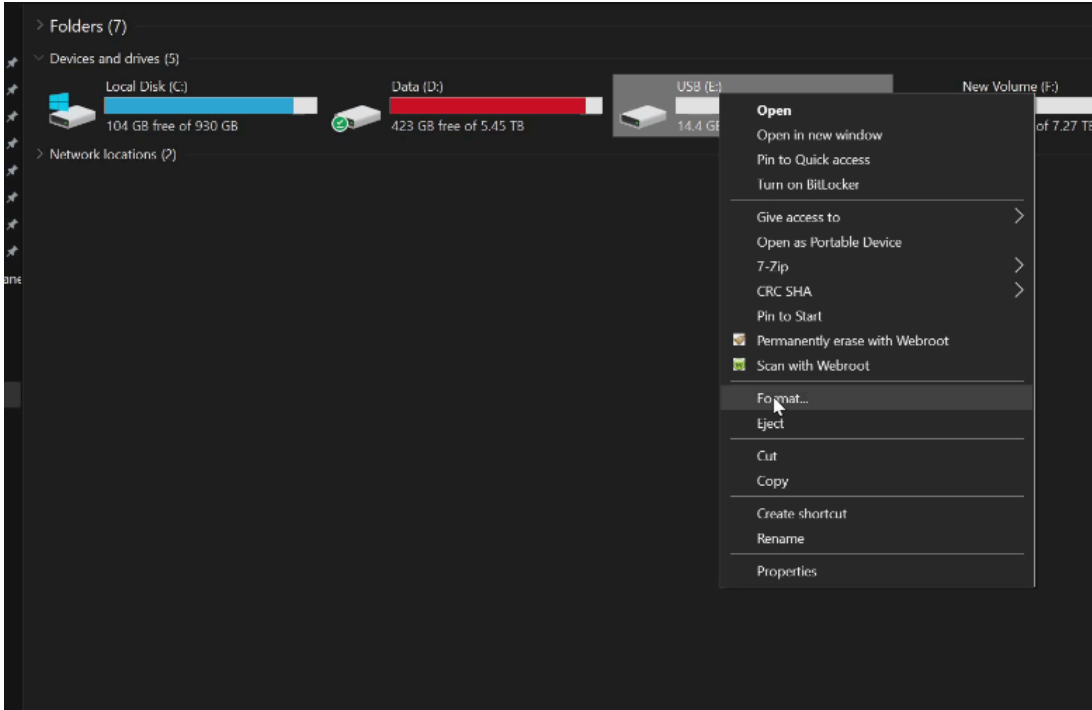 Folders (7)
Devices and drives (5)
Local Disk (C:)
104 GB free of 930 GB
Data (D:)
423 GB free of 5.45 TB
USB (E:)
14.4 GB
New Volume (F:)
of 7.27 TB
Network locations (2)
Open
Open in new window
Pin to Quick access
Turn on BitLocker
Give access to
Open as Portable Device
7-Zip
CRC SHA
Pin to Start
Permanently erase with Webroot
Scan with Webroot
Format...
Eject
Cut
Copy
Create shortcut
Rename
Properties